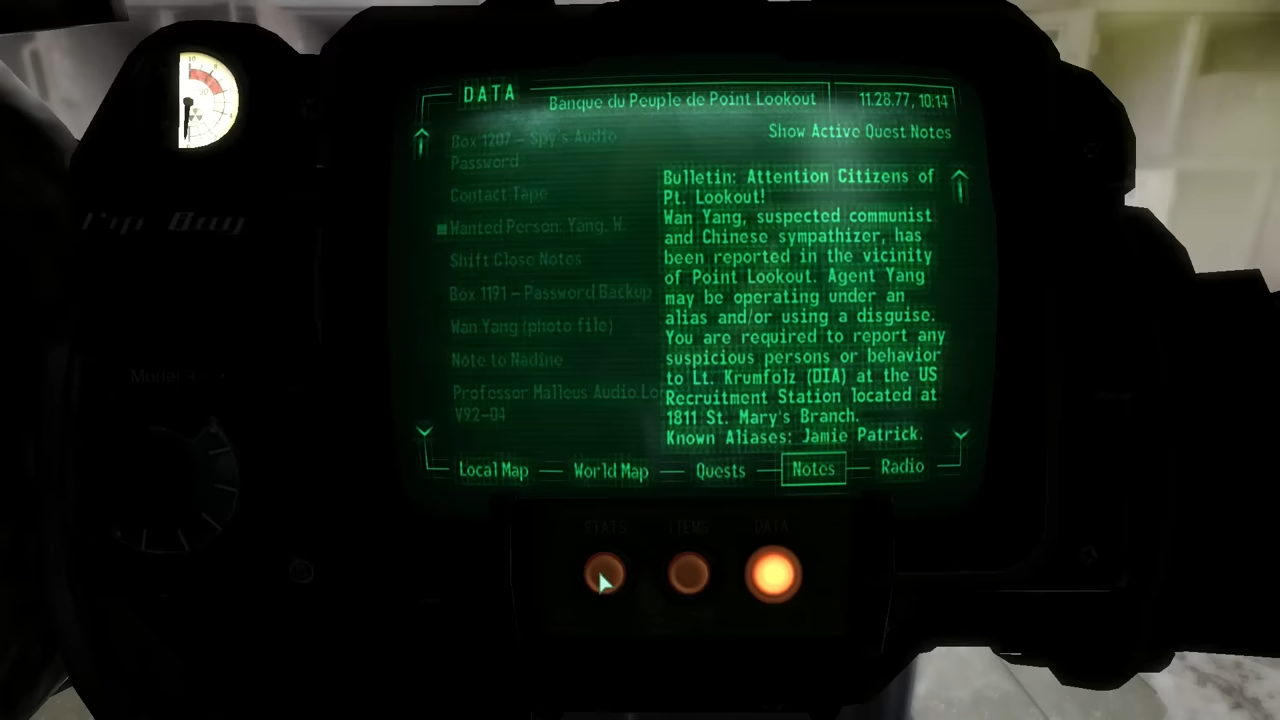 DATA
Banque du Peuple de Point Lookout
11.28.77, 10:14
Show Active Quest Notes
Box 1207 - Spy's Audio
Password
Contact Tape
Wanted Person: Yang, W.
Shift Close Notes
Box 1191 - Password Backup
Wan Yang (photo file)
Note to Nadine
Professor Malleus Audio Lo
V92-04
Bulletin: Attention Citizens of
Pt. Lookout!
Wan Yang, suspected communist
and Chinese sympathizer, has
been reported in the vicinity
of Point Lookout. Agent Yang
may be operating under an
alias and/or using a disguise.
You are required to report any
suspicious persons or behavior
to Lt. Krumfolz (DIA) at the US
Recruitment Station located at
1811 St. Mary's Branch.
Known Aliases: Jamie Patrick.
Local Map
World Map
Quests
Notes
Radio
STATS
ITEMS
DATA
Pip Boy